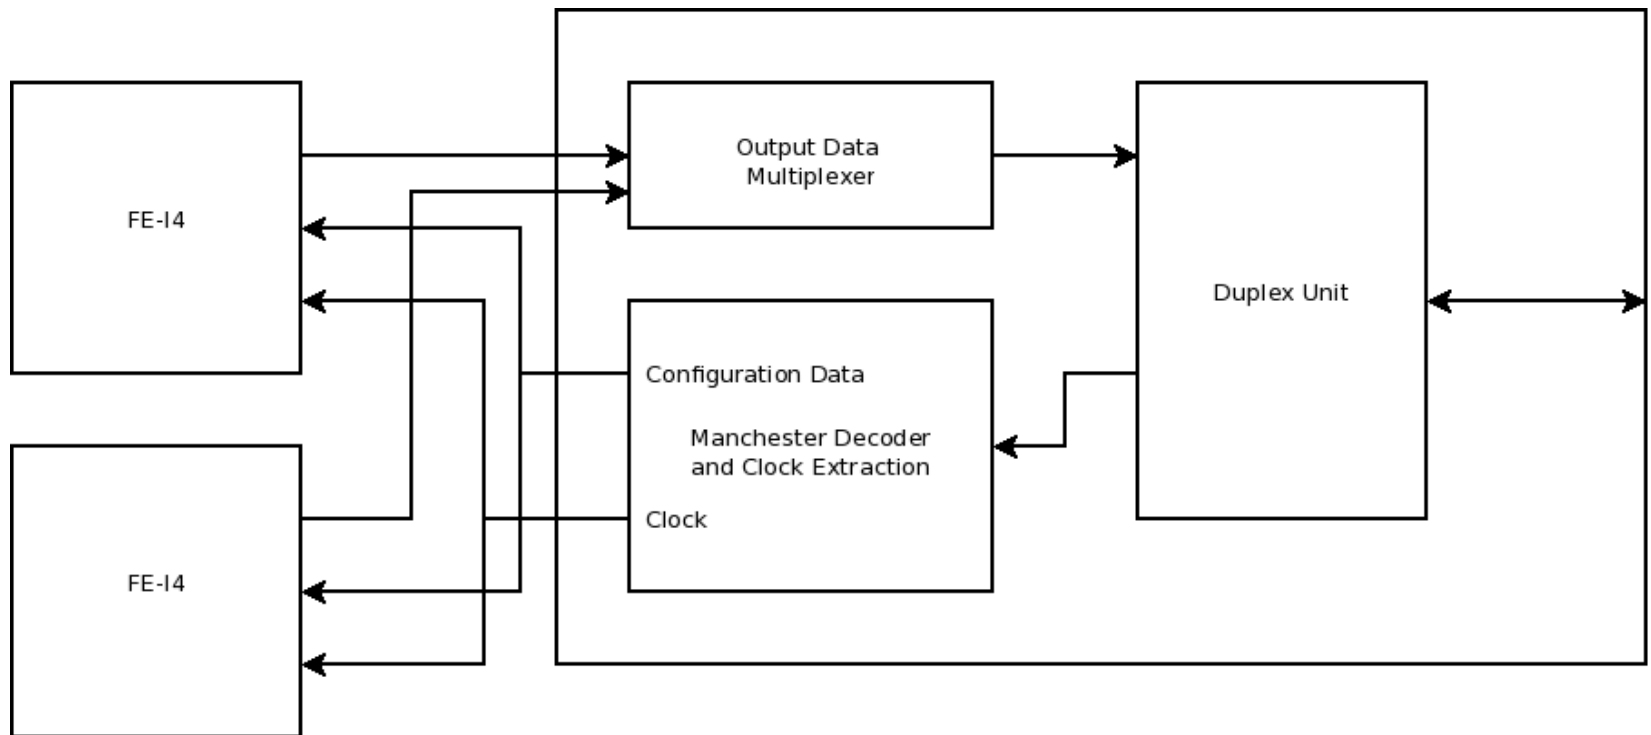 FE-I4
Output Data
Multiplexer
Duplex Unit
Configuration Data
Manchester Decoder
and Clock Extraction
Clock
FE-I4